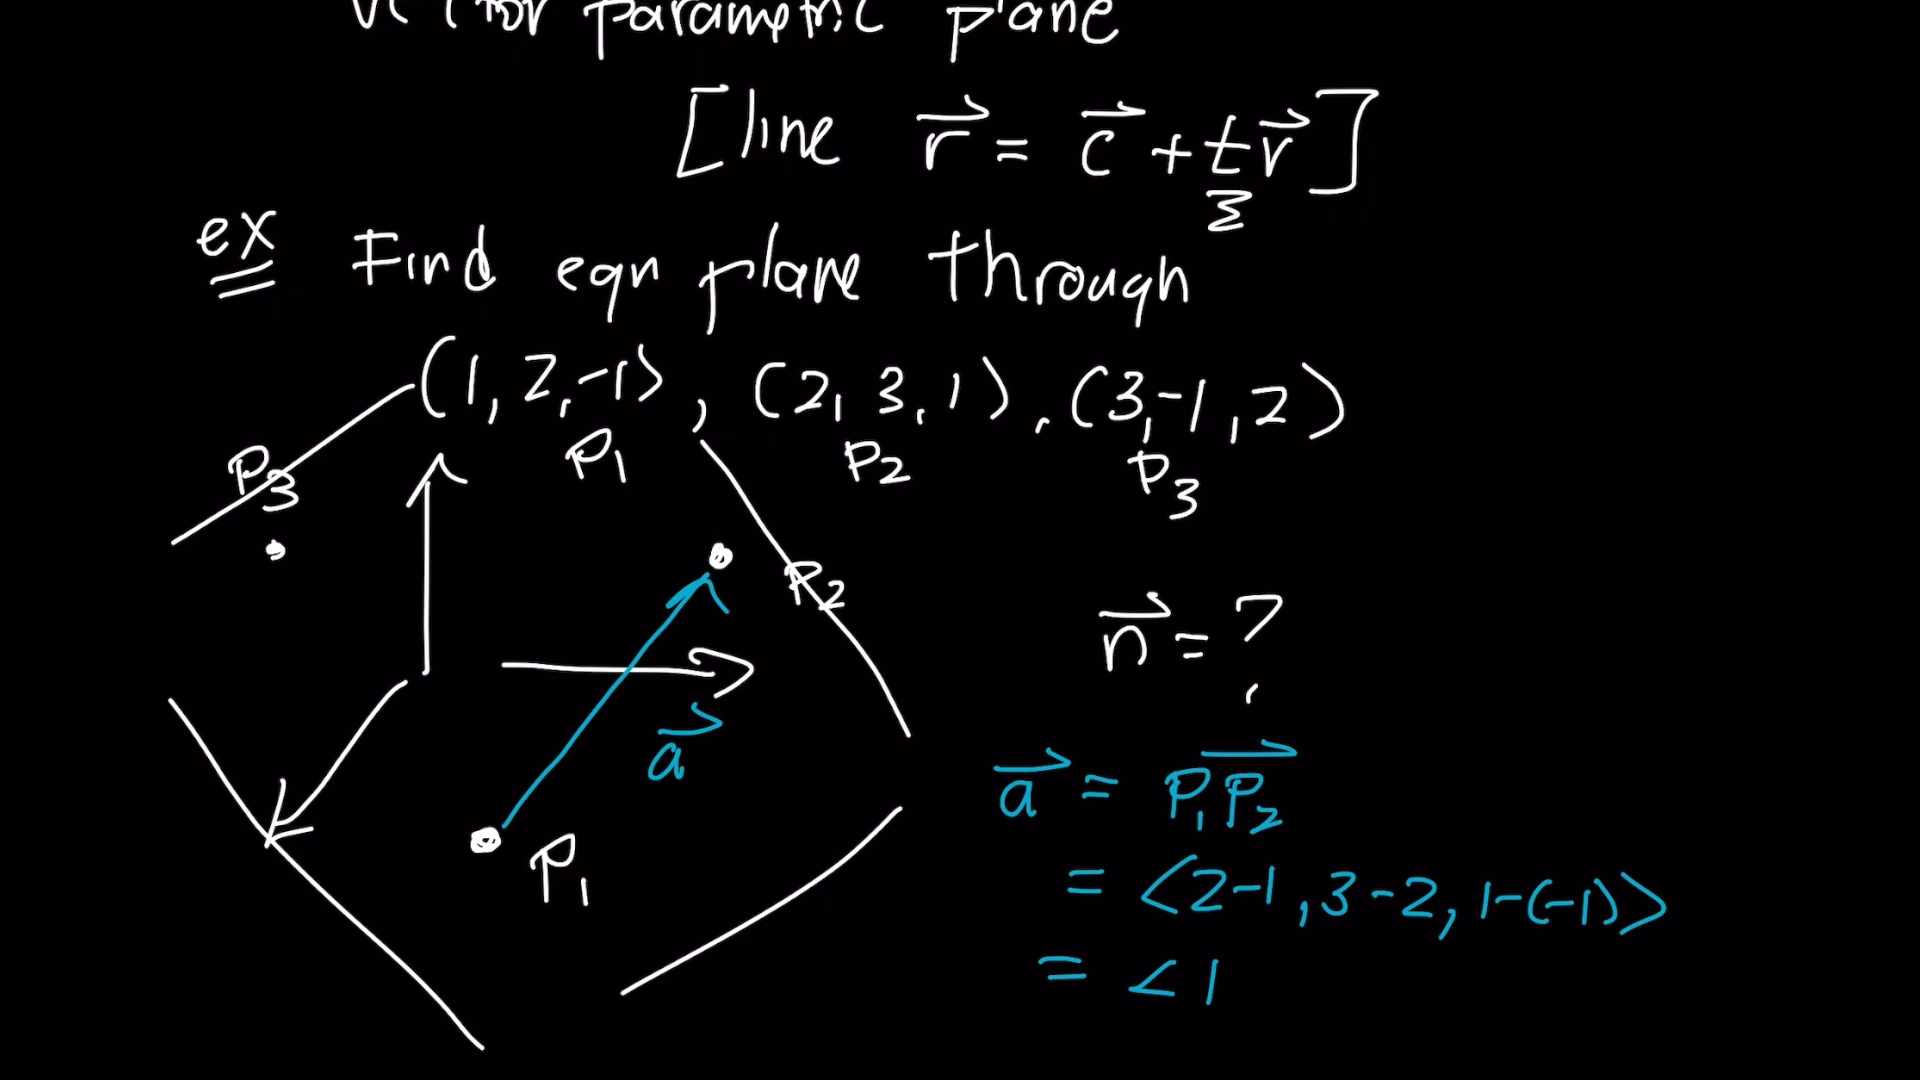 parametric plane
[line r⃗ = c⃗ + tv⃗]
ex Find eqn plane through
(1, 2, -1), (2, 3, 1), (3, -1, 2)
P₁ P₂ P₃
P₃
P₂
n⃗ = ?
a⃗
a⃗ = P₁P₂
P₁
= <2-1, 3-2, 1-(-1)>
= <1